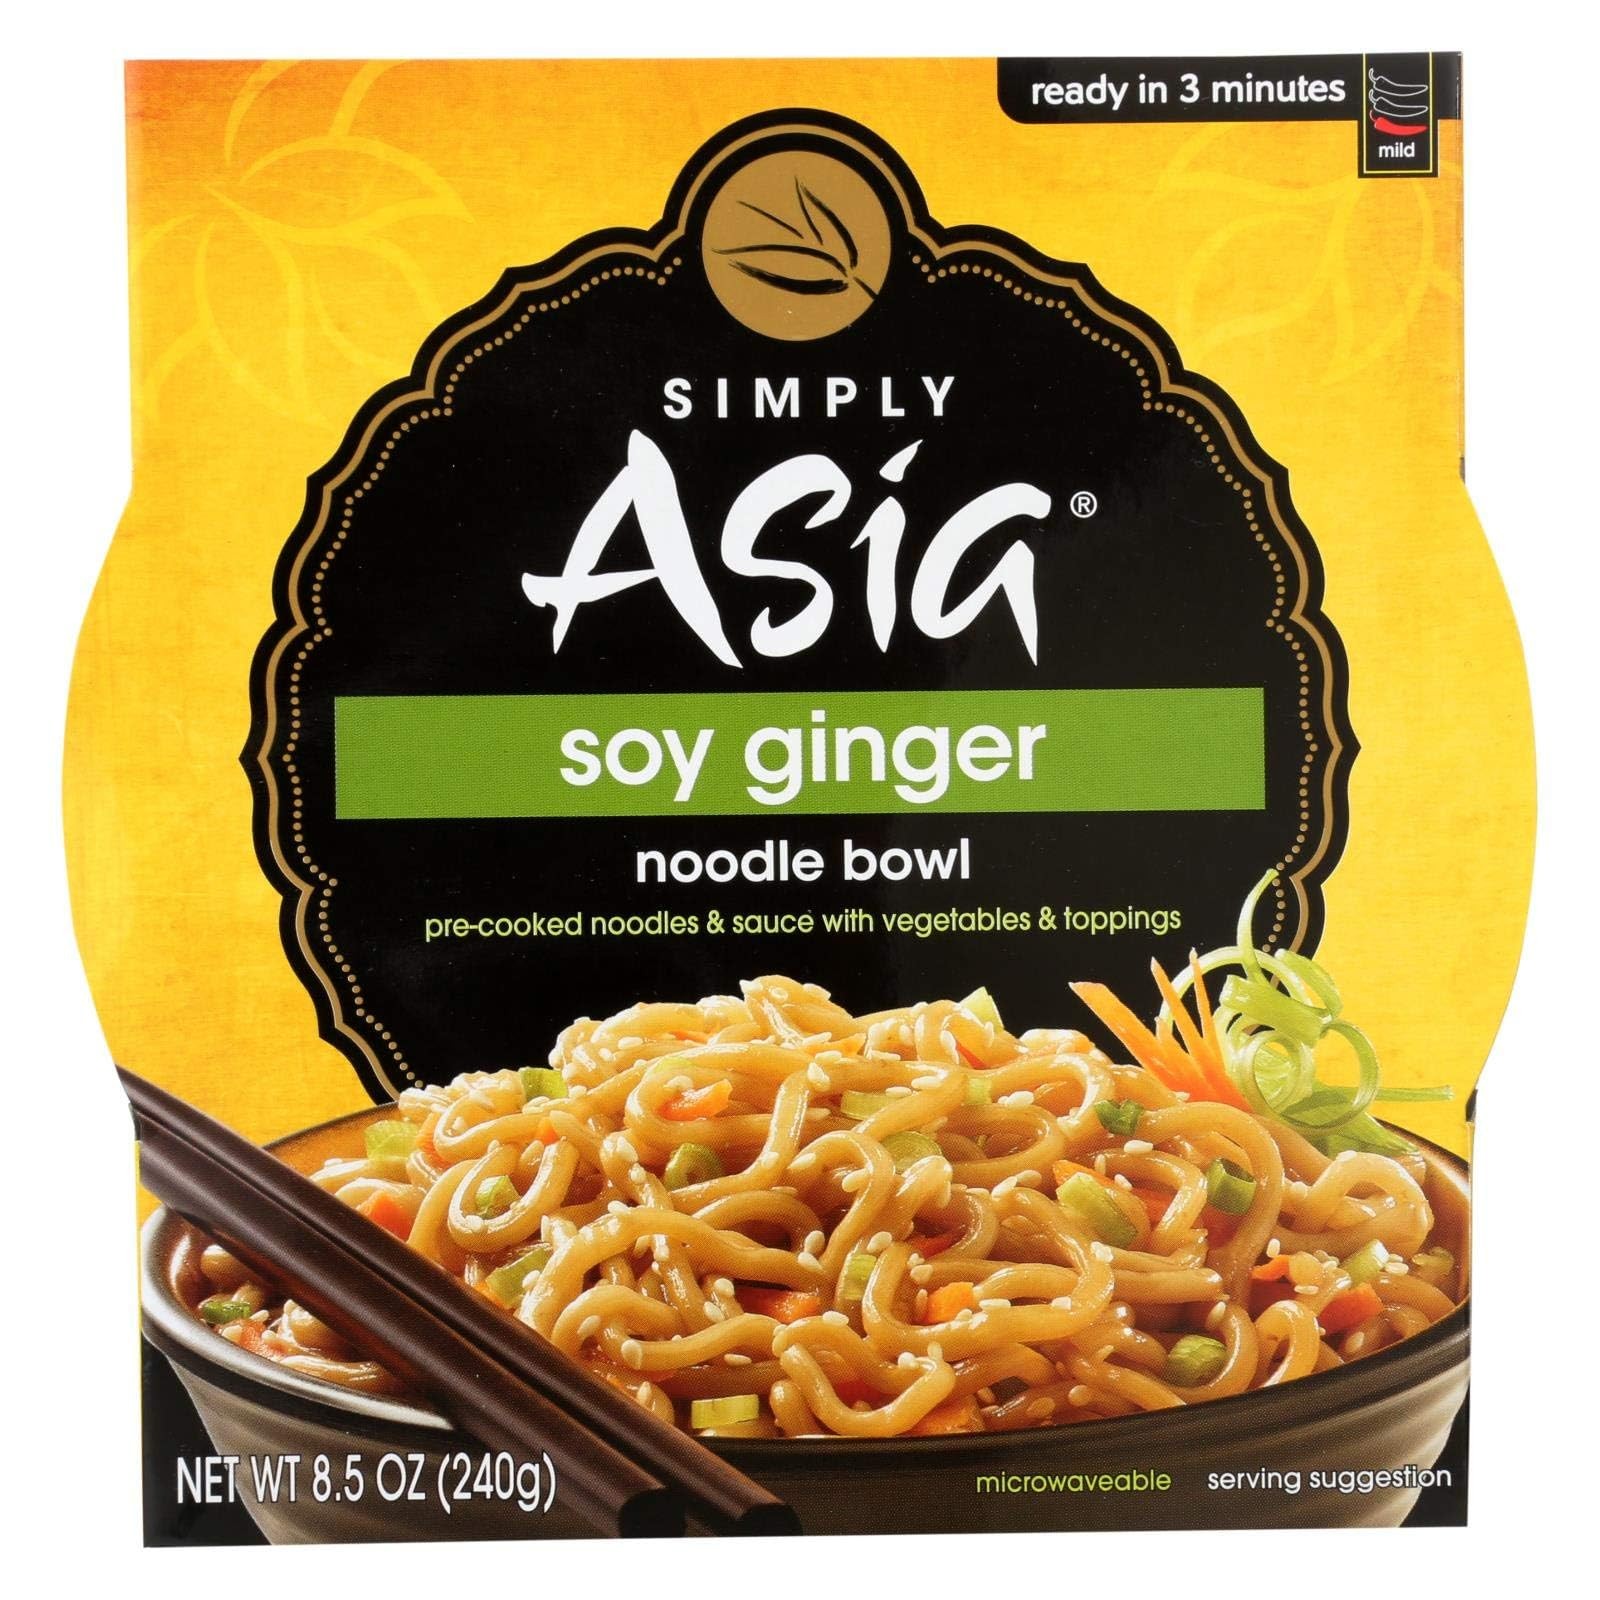 ready in 3 minutes
mild
SIMPLY
Asia®
soy ginger
noodle bowl
pre-cooked noodles & sauce with vegetables & toppings
NET WT 8.5 OZ (240g)
microwaveable
serving suggestion